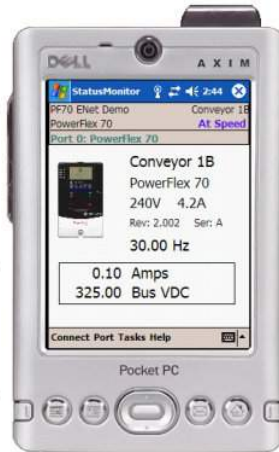 DELL
AXIM
StatusMonitor 2:44
PF70 ENet Demo Conveyor 1B
PowerFlex 70 At Speed
Port 0: PowerFlex 70
Conveyor 1B
PowerFlex 70
240V 4.2A
Rev: 2.002 Ser: A
30.00 Hz
0.10 Amps
325.00 Bus VDC
Connect Port Tasks Help
Pocket PC